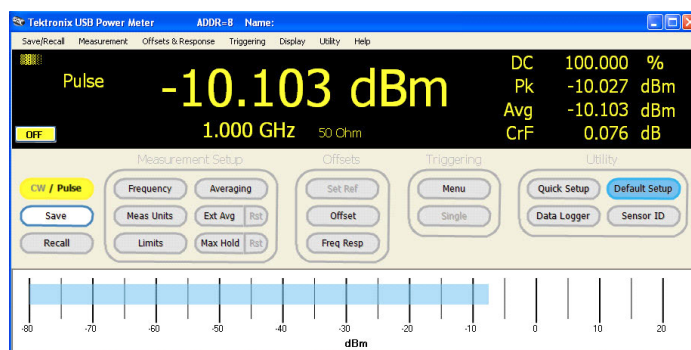 Tektronix USB Power Meter ADDR=8 Name:
Save/Recall Measurement Offsets & Response Triggering Display Utility Help
Pulse
-10.103 dBm
1.000 GHz 50 Ohm
OFF
DC 100.000 %
Pk -10.027 dBm
Avg -10.103 dBm
CrF 0.076 dB
Measurement Setup Offsets Triggering Utility
CW / Pulse Frequency Averaging Set Ref Menu Quick Setup Default Setup
Save Meas Units Ext Avg Rst Offset Single Data Logger Sensor ID
Recall Limits Max Hold Rst Freq Resp
-80 -70 -60 -50 -40 -30 -20 -10 0 10 20
dBm